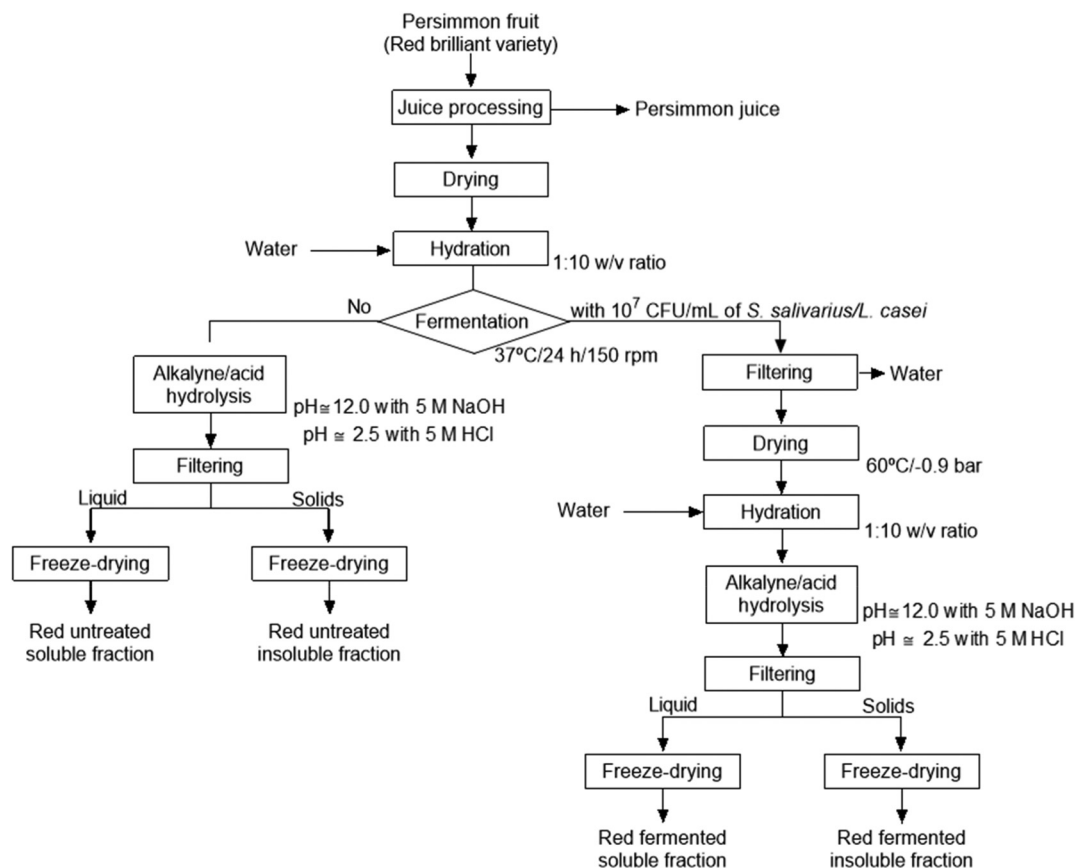 Persimmon fruit
(Red brilliant variety)
Juice processing
Persimmon juice
Drying
Water
Hydration
1:10 w/v ratio
No
Fermentation
with 10⁷ CFU/mL of S. salivarius/L. casei
37ºC/24 h/150 rpm
Alkalyne/acid
hydrolysis
pH≅12.0 with 5 M NaOH
pH ≅ 2.5 with 5 M HCl
Filtering
Liquid
Solids
Freeze-drying
Freeze-drying
Red untreated
soluble fraction
Red untreated
insoluble fraction
Filtering
Water
Drying
60ºC/-0.9 bar
Water
Hydration
1:10 w/v ratio
Alkalyne/acid
hydrolysis
pH≅12.0 with 5 M NaOH
pH ≅ 2.5 with 5 M HCl
Filtering
Liquid
Solids
Freeze-drying
Freeze-drying
Red fermented
soluble fraction
Red fermented
insoluble fraction